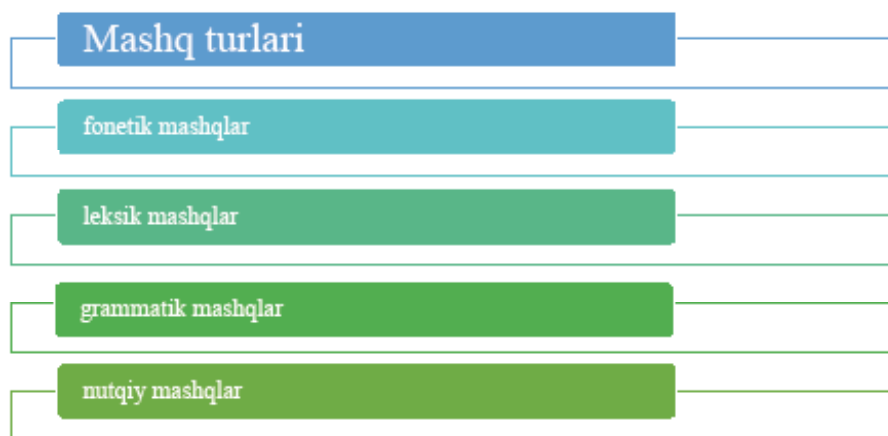 Mashq turlari
fonetik mashqlar
leksik mashqlar
grammatik mashqlar
nutqiy mashqlar